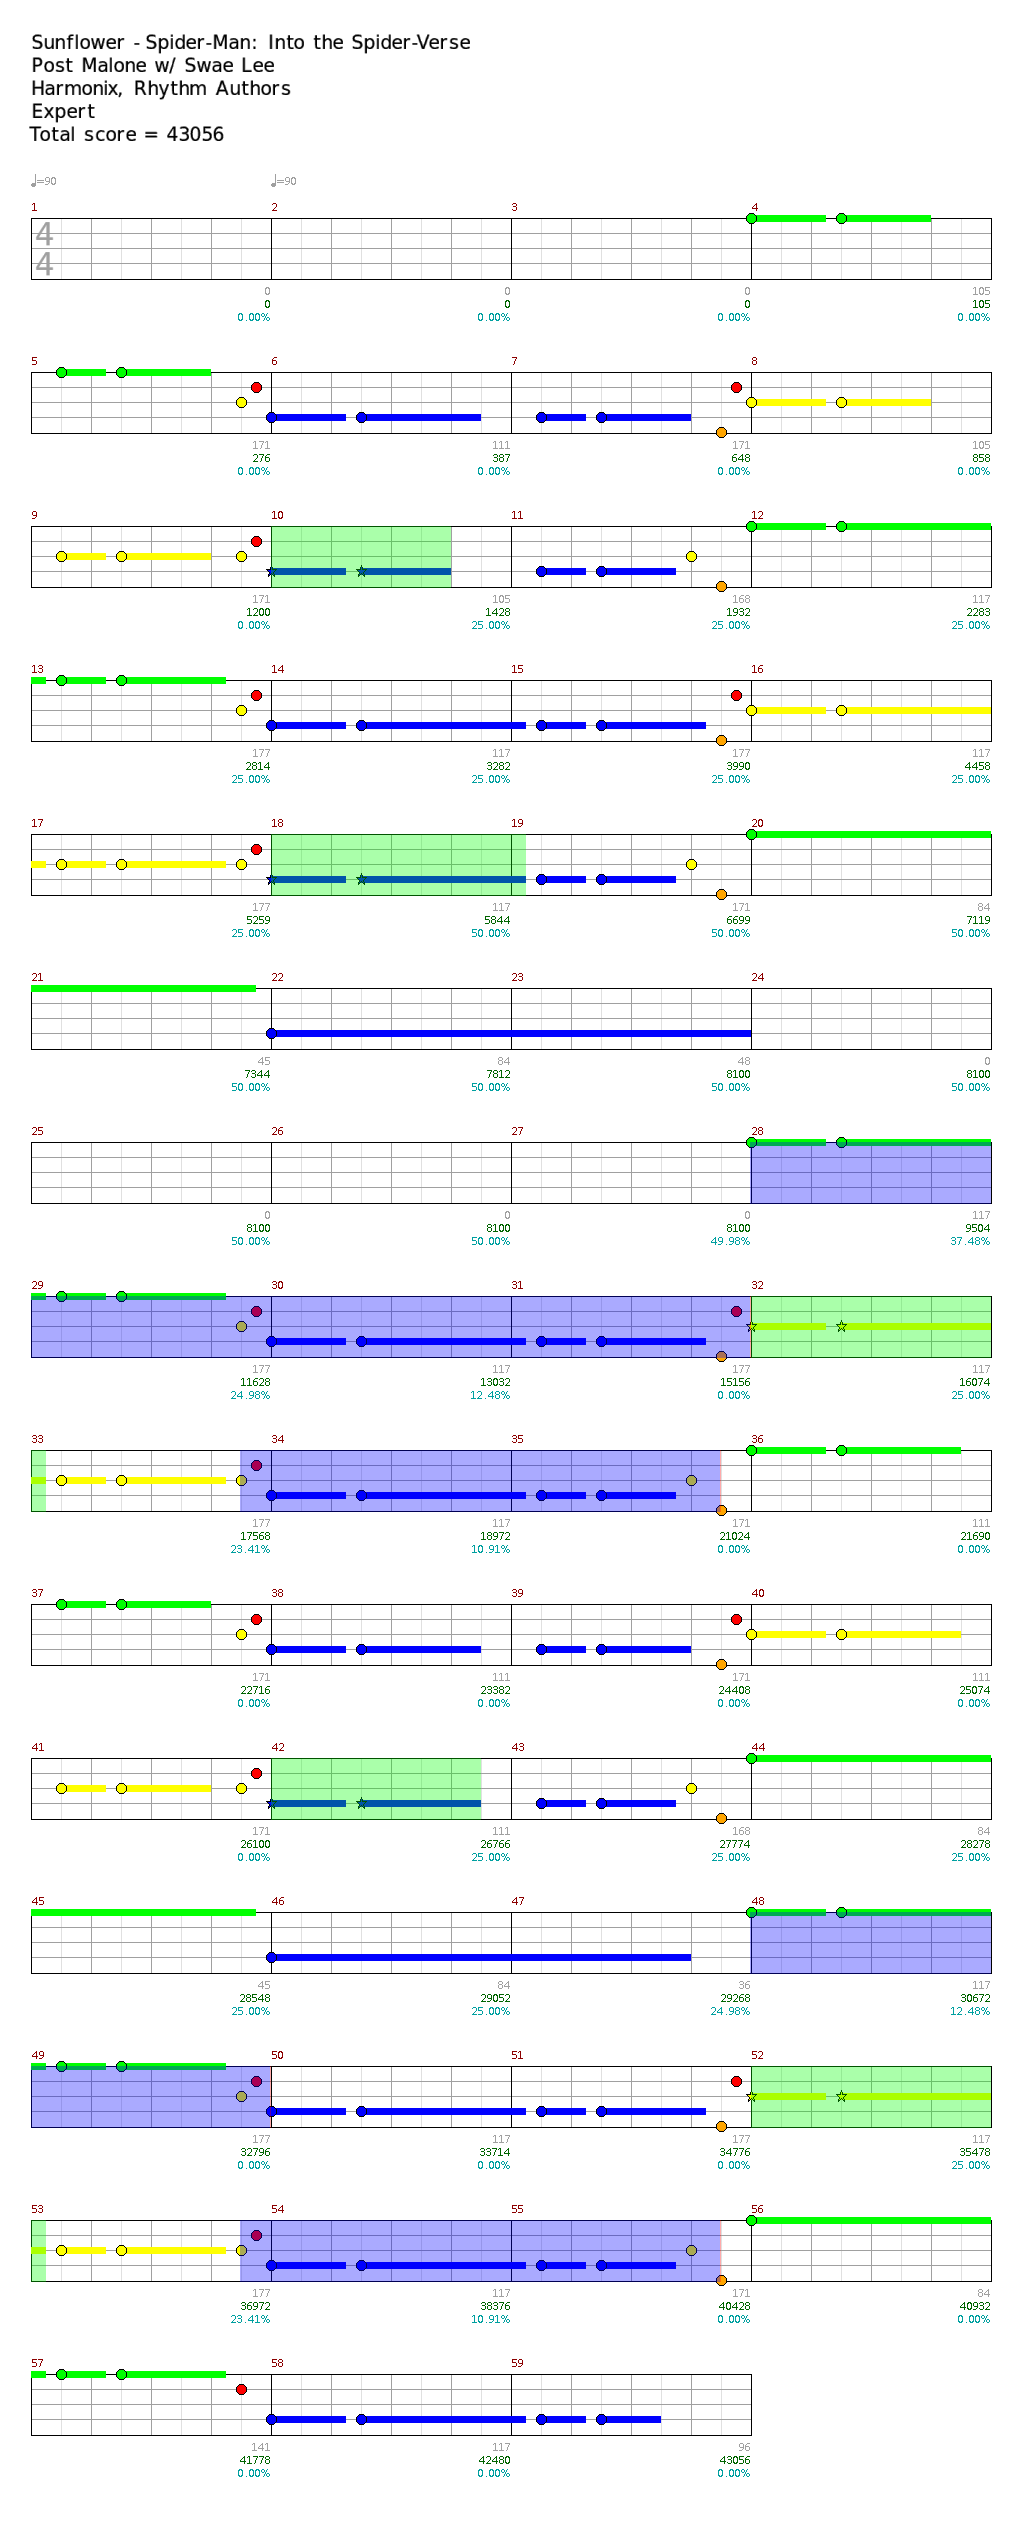 Sunflower - Spider-Man: Into the Spider-Verse
Post Malone w/ Swae Lee
Harmonix, Rhythm Authors
Expert
Total score = 43056
♩=90 ♩=90
1 2 3 4
4
4
0 0 0 105
0 0 0 105
0.00% 0.00% 0.00% 0.00%
5 6 7 8
171 111 171 105
276 387 648 858
0.00% 0.00% 0.00% 0.00%
9 10 11 12
171 105 168 117
1200 1428 1932 2283
0.00% 25.00% 25.00% 25.00%
13 14 15 16
177 117 177 117
2814 3282 3990 4458
25.00% 25.00% 25.00% 25.00%
17 18 19 20
177 117 171 84
5259 5844 6699 7119
25.00% 50.00% 50.00% 50.00%
21 22 23 24
45 84 48 0
7344 7812 8100 8100
50.00% 50.00% 50.00% 50.00%
25 26 27 28
0 0 0 117
8100 8100 8100 9504
50.00% 50.00% 49.98% 37.48%
29 30 31 32
177 117 177 117
11628 13032 15156 16074
24.98% 12.48% 0.00% 25.00%
33 34 35 36
177 117 171 111
17568 18972 21024 21690
23.41% 10.91% 0.00% 0.00%
37 38 39 40
171 111 171 111
22716 23382 24408 25074
0.00% 0.00% 0.00% 0.00%
41 42 43 44
171 111 168 84
26100 26766 27774 28278
0.00% 25.00% 25.00% 25.00%
45 46 47 48
45 84 36 117
28548 29052 29268 30672
25.00% 25.00% 24.98% 12.48%
49 50 51 52
177 117 177 117
32796 33714 34776 35478
0.00% 0.00% 0.00% 25.00%
53 54 55 56
177 117 171 84
36972 38376 40428 40932
23.41% 10.91% 0.00% 0.00%
57 58 59
141 117 96
41778 42480 43056
0.00% 0.00% 0.00%